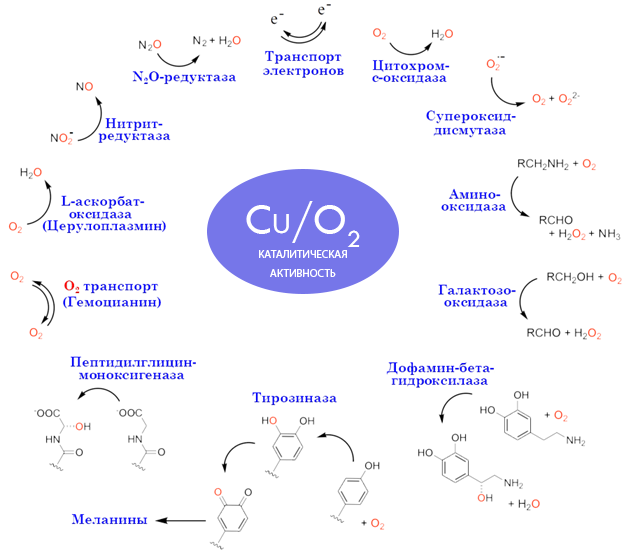 Cu/O2
КАТАЛИТИЧЕСКАЯ
АКТИВНОСТЬ
e-
e-
Транспорт
электронов
O2
H2O
Цитохром-
с-оксидаза
O2•-
O2 + O22-
Супероксид-
дисмутаза
RCH2NH2 + O2
Амино-
оксидаза
RCHO
+ H2O2 + NH3
RCH2OH + O2
Галактозо-
оксидаза
RCHO + H2O2
Дофамин-бета-
гидроксилаза
OH
HO
+ O2
NH2
OH
HO
NH2
OH
+ H2O
Тирозиназа
HO
OH
OH
+ O2
O
O
Меланины
Пептидилглицин-
моноксигеназа
-OOC
OH
HN
O
-OOC
HN
O
O2
O2 транспорт
(Гемоцианин)
O2
H2O
L-аскорбат-
оксидаза
(Церулоплазмин)
O2
NO
NO2-
Нитрит-
редуктаза
N2O
N2 + H2O
N2O-редуктаза